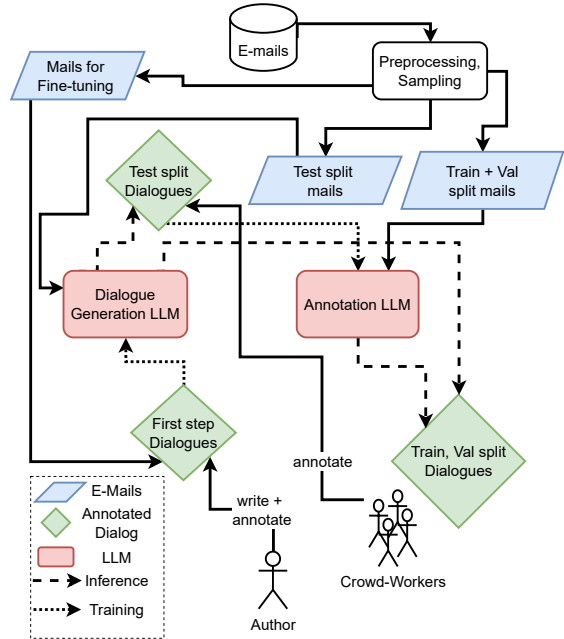 E-mails
Preprocessing,
Sampling
Mails for
Fine-tuning
Test split
Dialogues
Test split
mails
Train + Val
split mails
Dialogue
Generation LLM
Annotation LLM
First step
Dialogues
Train, Val split
Dialogues
annotate
write +
annotate
Crowd-Workers
Author
E-Mails
Annotated
Dialog
LLM
Inference
Training